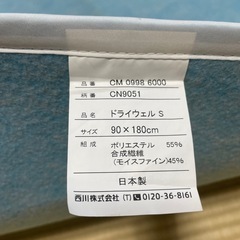 品番 CM 0998 6000
柄番 CN9051
品名 ドライウェル S
サイズ 90×180cm
組成 ポリエステル 55%
合成繊維
(モイスファイン)45%
日本製
西川株式会社 (T) 0120-36-8161